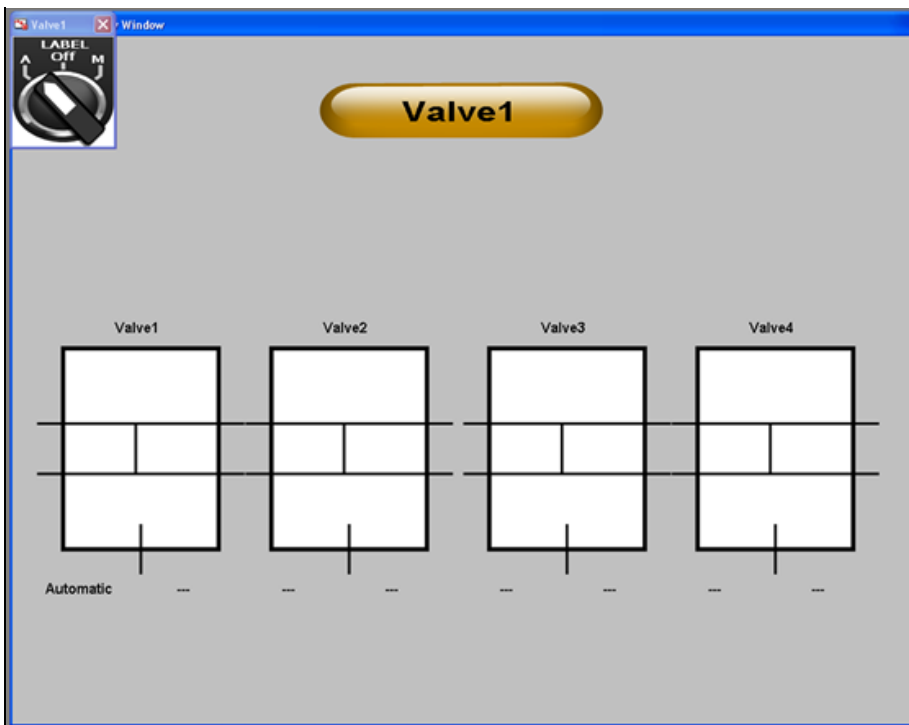 Valve1 Window
LABEL
A Off M
Valve1
Valve1 Valve2 Valve3 Valve4
Automatic --- --- --- --- --- --- ---